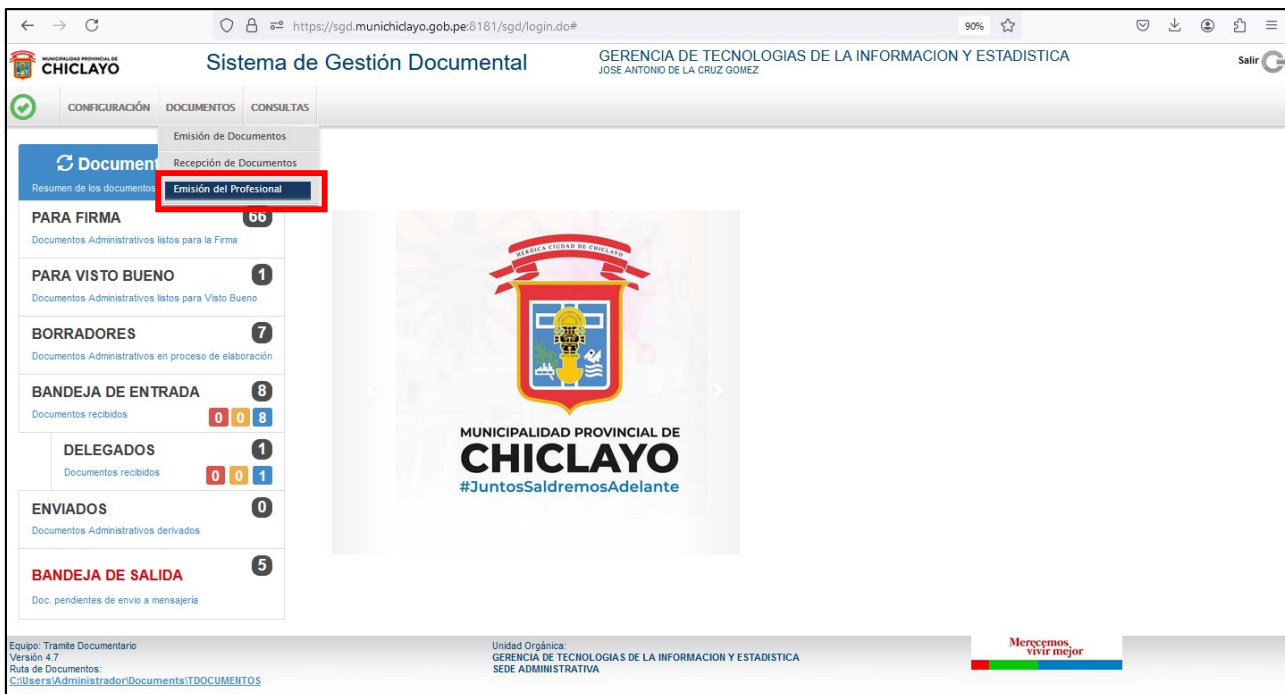 https://sgd.munichiclayo.gob.pe:8181/sgd/login.do#
90%
MUNICIPALIDAD PROVINCIAL DE
CHICLAYO
Sistema de Gestión Documental
GERENCIA DE TECNOLOGIAS DE LA INFORMACION Y ESTADISTICA
JOSE ANTONIO DE LA CRUZ GOMEZ
Salir
CONFIGURACIÓN DOCUMENTOS CONSULTAS
Emisión de Documentos
Recepción de Documentos
Emisión del Profesional
Document
Resumen de los documentos
PARA FIRMA 66
Documentos Administrativos listos para la Firma
PARA VISTO BUENO 1
Documentos Administrativos listos para Visto Bueno
BORRADORES 7
Documentos Administrativos en proceso de elaboración
BANDEJA DE ENTRADA 8
Documentos recibidos 0 0 8
DELEGADOS 1
Documentos recibidos 0 0 1
ENVIADOS 0
Documentos Administrativos derivados
BANDEJA DE SALIDA 5
Doc. pendientes de envio a mensajería
HERÓICA CIUDAD DE CHICLAYO
MUNICIPALIDAD PROVINCIAL DE
CHICLAYO
#JuntosSaldremosAdelante
Equipo: Tramite Documentario
Versión 4.7
Ruta de Documentos:
C:\Users\Administrador\Documents\TDOCUMENTOS
Unidad Orgánica:
GERENCIA DE TECNOLOGIAS DE LA INFORMACION Y ESTADISTICA
SEDE ADMINISTRATIVA
Merecemos
vivir mejor